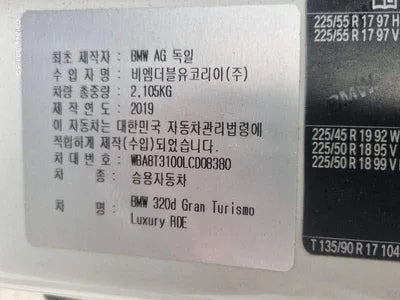 최초 제작자 : BMW AG 독일
수 입 자 명 : 비엠더블유코리아(주)
차량 총중량 : 2,105KG
제작 연도 : 2019
이 자동차는 대한민국 자동차관리법령에
적합하게 제작(수입)되었습니다.
차 대 번 호 : WBA8T3100LCD08380
차 종 : 승용자동차
차 명 : BMW 320d Gran Turismo
Luxury RDE
225/55 R 17 97 H
225/55 R 17 97 V
BMW
225/45 R 19 92 W
225/50 R 18 95 V
225/50 R 18 99 V
T 135/90 R 17 104